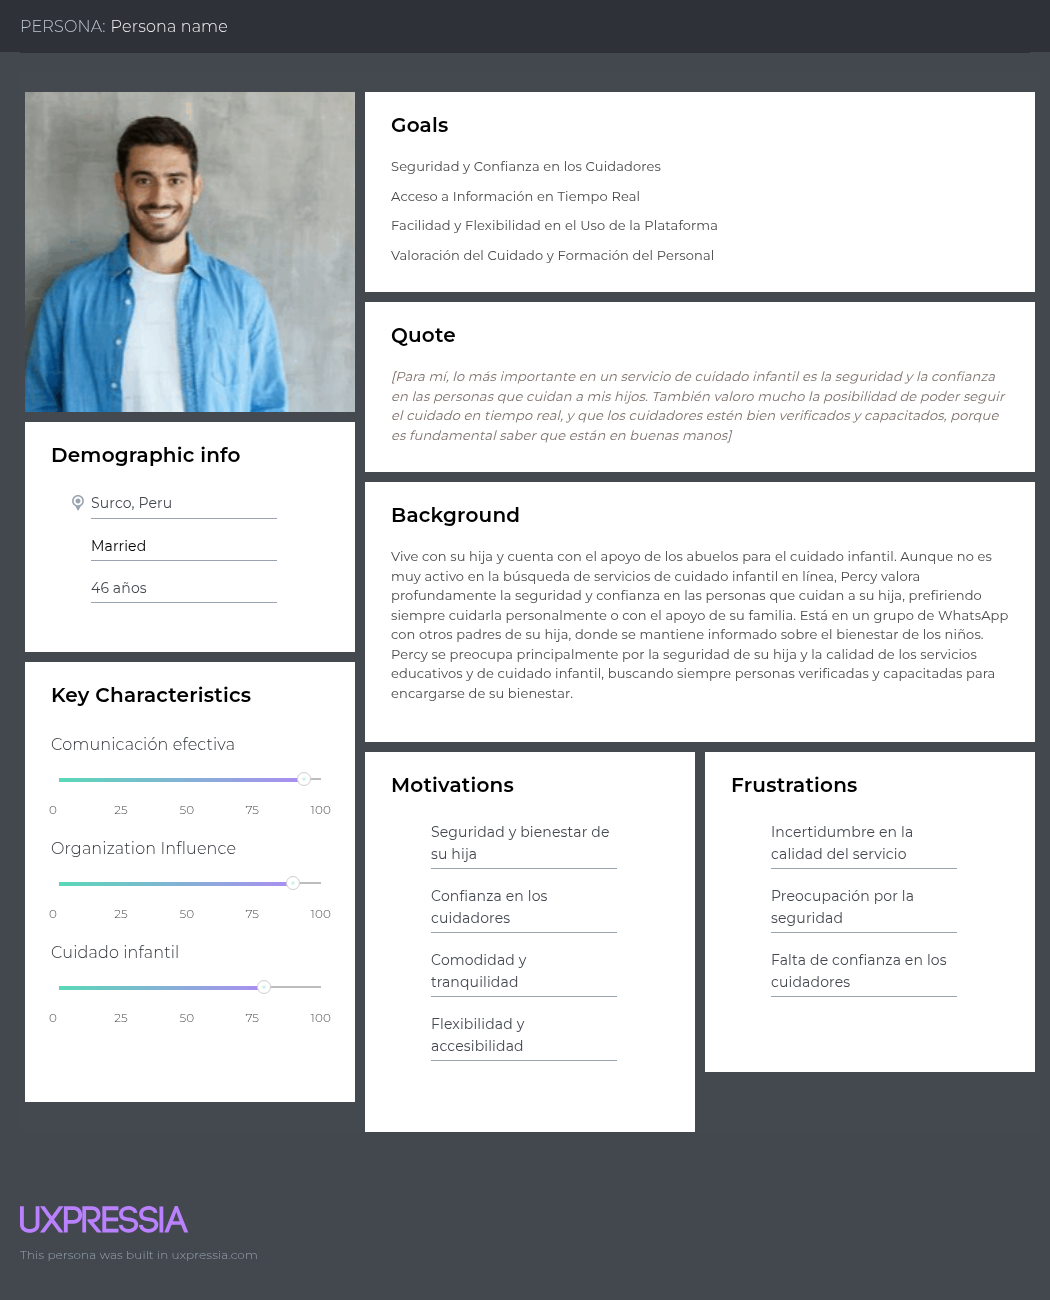 PERSONA: Persona name
Goals
Seguridad y Confianza en los Cuidadores
Acceso a Información en Tiempo Real
Facilidad y Flexibilidad en el Uso de la Plataforma
Valoración del Cuidado y Formación del Personal
Quote
[Para mí, lo más importante en un servicio de cuidado infantil es la seguridad y la confianza
en las personas que cuidan a mis hijos. También valoro mucho la posibilidad de poder seguir
el cuidado en tiempo real, y que los cuidadores estén bien verificados y capacitados, porque
es fundamental saber que están en buenas manos]
Demographic info
Surco, Peru
Married
46 años
Background
Vive con su hija y cuenta con el apoyo de los abuelos para el cuidado infantil. Aunque no es
muy activo en la búsqueda de servicios de cuidado infantil en línea, Percy valora
profundamente la seguridad y confianza en las personas que cuidan a su hija, prefiriendo
siempre cuidarla personalmente o con el apoyo de su familia. Está en un grupo de WhatsApp
con otros padres de su hija, donde se mantiene informado sobre el bienestar de los niños.
Percy se preocupa principalmente por la seguridad de su hija y la calidad de los servicios
educativos y de cuidado infantil, buscando siempre personas verificadas y capacitadas para
encargarse de su bienestar.
Key Characteristics
Comunicación efectiva
0 25 50 75 100
Organization Influence
0 25 50 75 100
Cuidado infantil
0 25 50 75 100
Motivations
Seguridad y bienestar de
su hija
Confianza en los
cuidadores
Comodidad y
tranquilidad
Flexibilidad y
accesibilidad
Frustrations
Incertidumbre en la
calidad del servicio
Preocupación por la
seguridad
Falta de confianza en los
cuidadores
UXPRESSIA
This persona was built in uxpressia.com